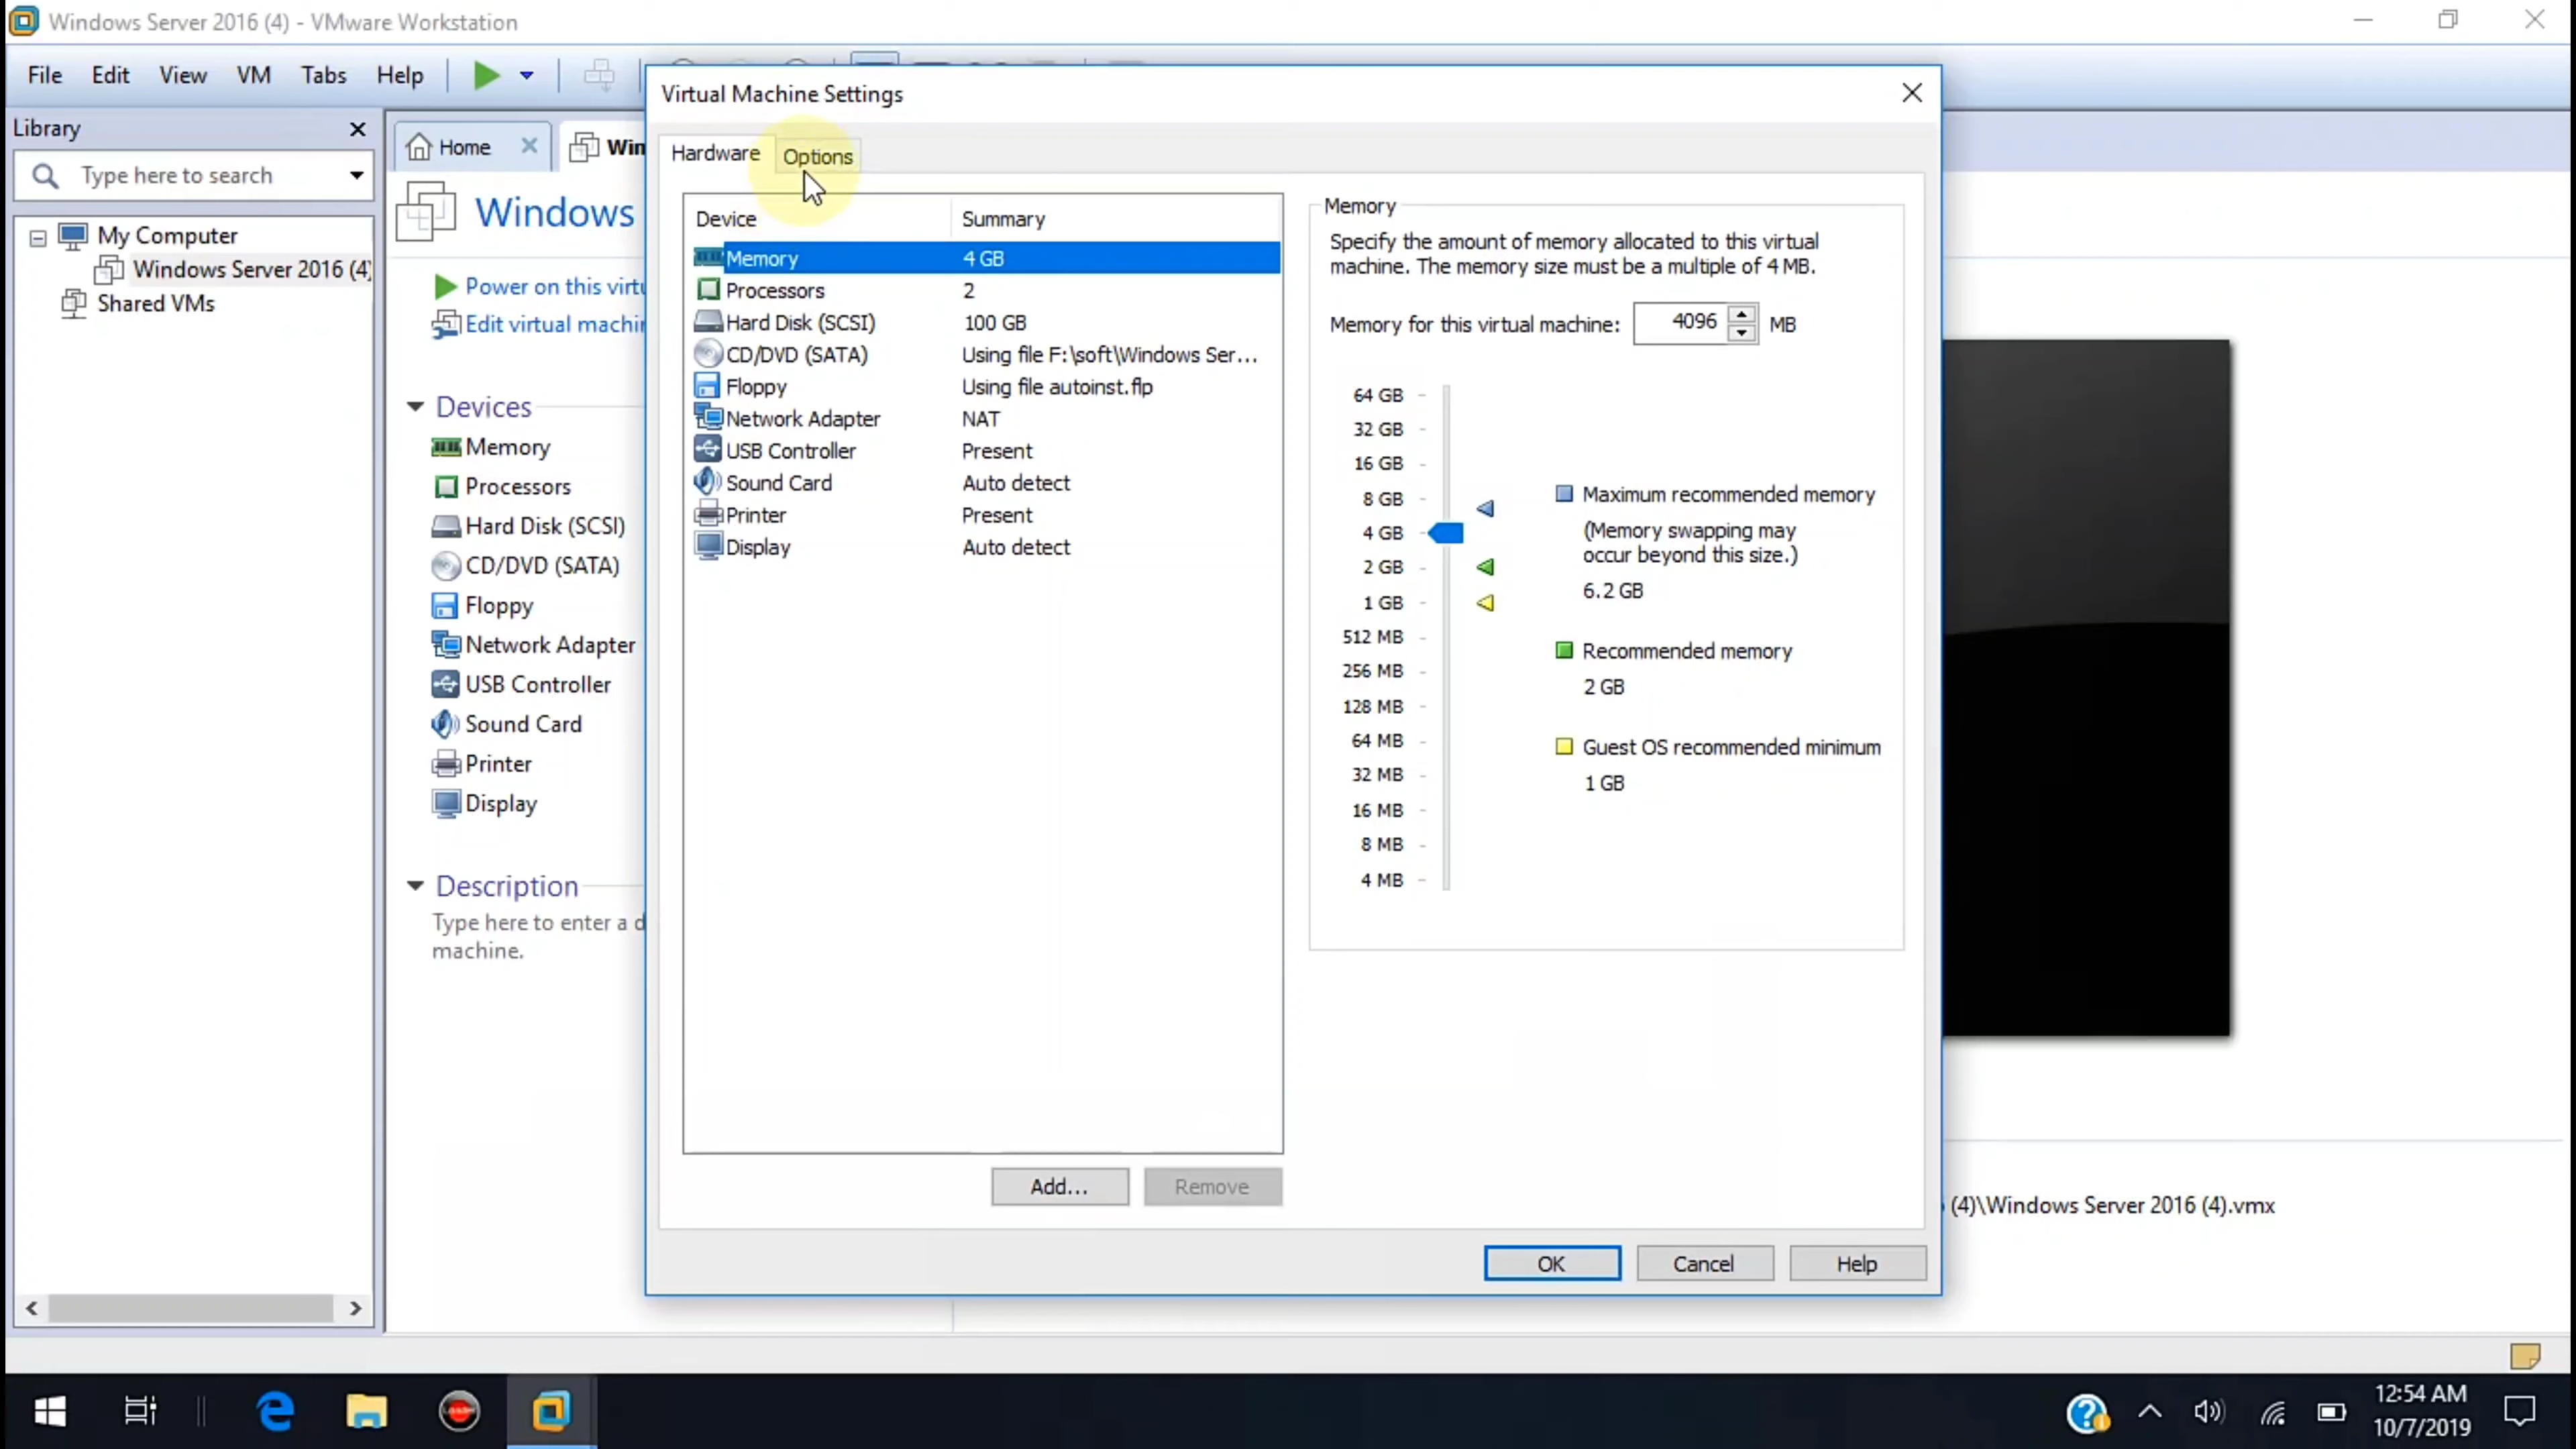 Windows Server 2016 (4) - VMware Workstation
File Edit View VM Tabs Help
Library
Type here to search
My Computer
Windows Server 2016 (4)
Shared VMs
Home
Win
Windows
Power on this virtu
Edit virtual machin
Devices
Memory
Processors
Hard Disk (SCSI)
CD/DVD (SATA)
Floppy
Network Adapter
USB Controller
Sound Card
Printer
Display
Description
Type here to enter a d
machine.
Virtual Machine Settings
Hardware Options
Device Summary
Memory 4 GB
Processors 2
Hard Disk (SCSI) 100 GB
CD/DVD (SATA) Using file F:\soft\Windows Ser...
Floppy Using file autoinst.flp
Network Adapter NAT
USB Controller Present
Sound Card Auto detect
Printer Present
Display Auto detect
Add... Remove
Memory
Specify the amount of memory allocated to this virtual
machine. The memory size must be a multiple of 4 MB.
Memory for this virtual machine: 4096 MB
64 GB
32 GB
16 GB
8 GB
4 GB
2 GB
1 GB
512 MB
256 MB
128 MB
64 MB
32 MB
16 MB
8 MB
4 MB
Maximum recommended memory
(Memory swapping may
occur beyond this size.)
6.2 GB
Recommended memory
2 GB
Guest OS recommended minimum
1 GB
OK Cancel Help
(4)\Windows Server 2016 (4).vmx
12:54 AM
10/7/2019